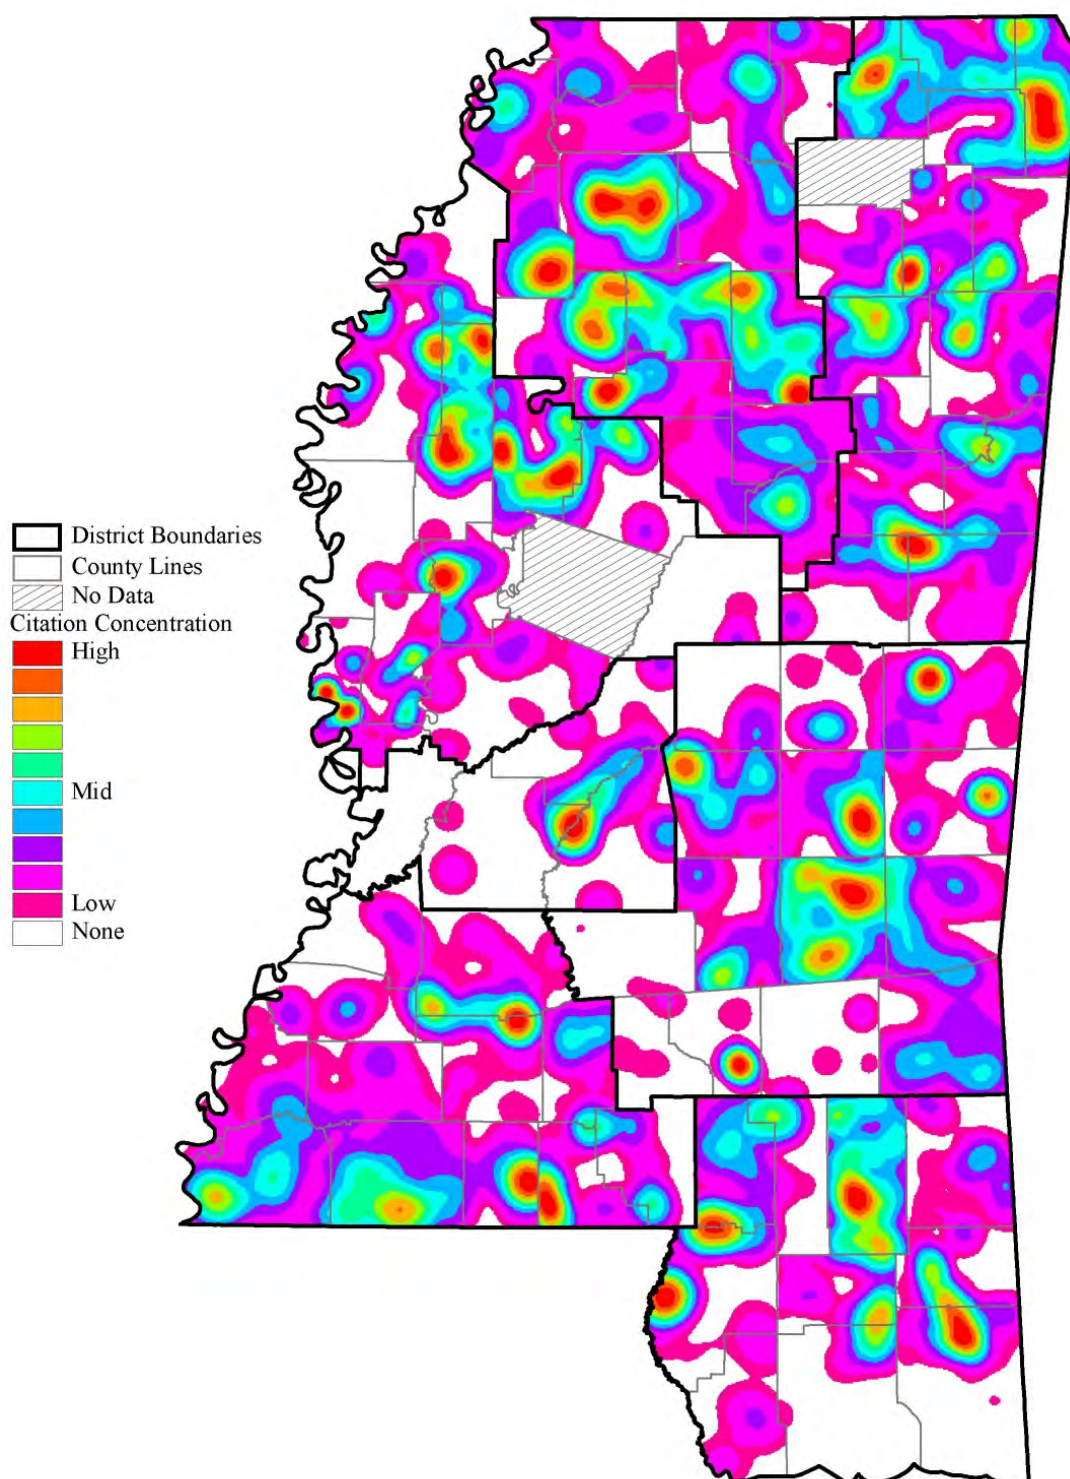 District Boundaries
County Lines
No Data
Citation Concentration
High
Mid
Low
None